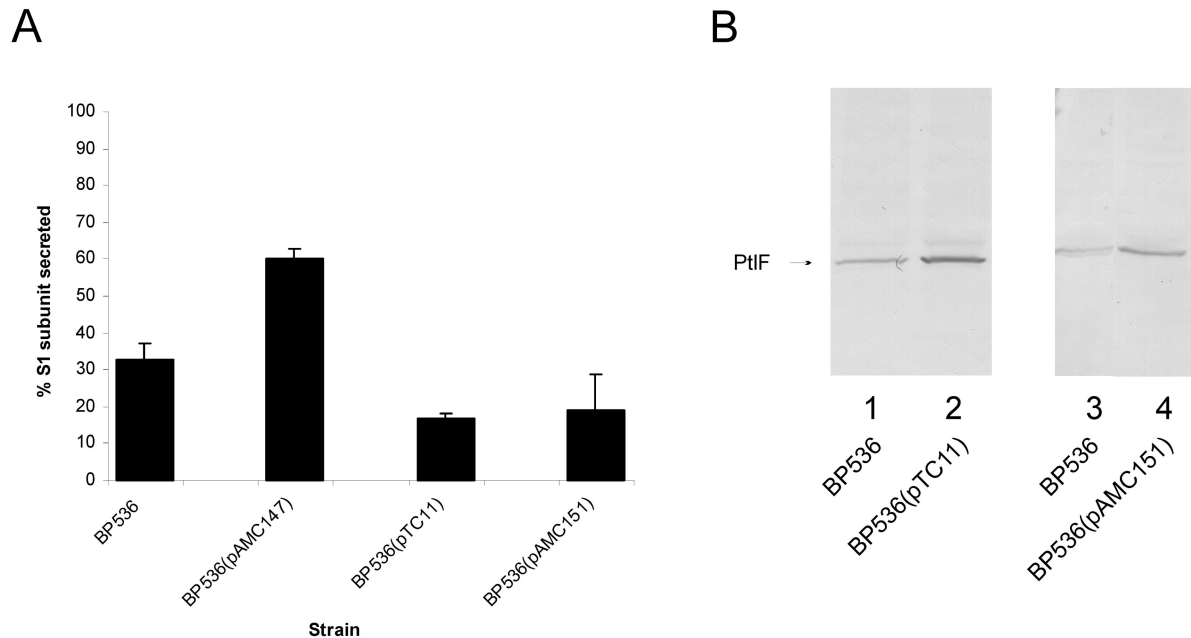 A
100
90
80
70
60
50
40
30
20
10
0
% S1 subunit secreted
BP536
BP536(pAMC147)
BP536(pTC11)
BP536(pAMC151)
Strain
B
PtlF
1
2
3
4
BP536
BP536(pTC11)
BP536
BP536(pAMC151)